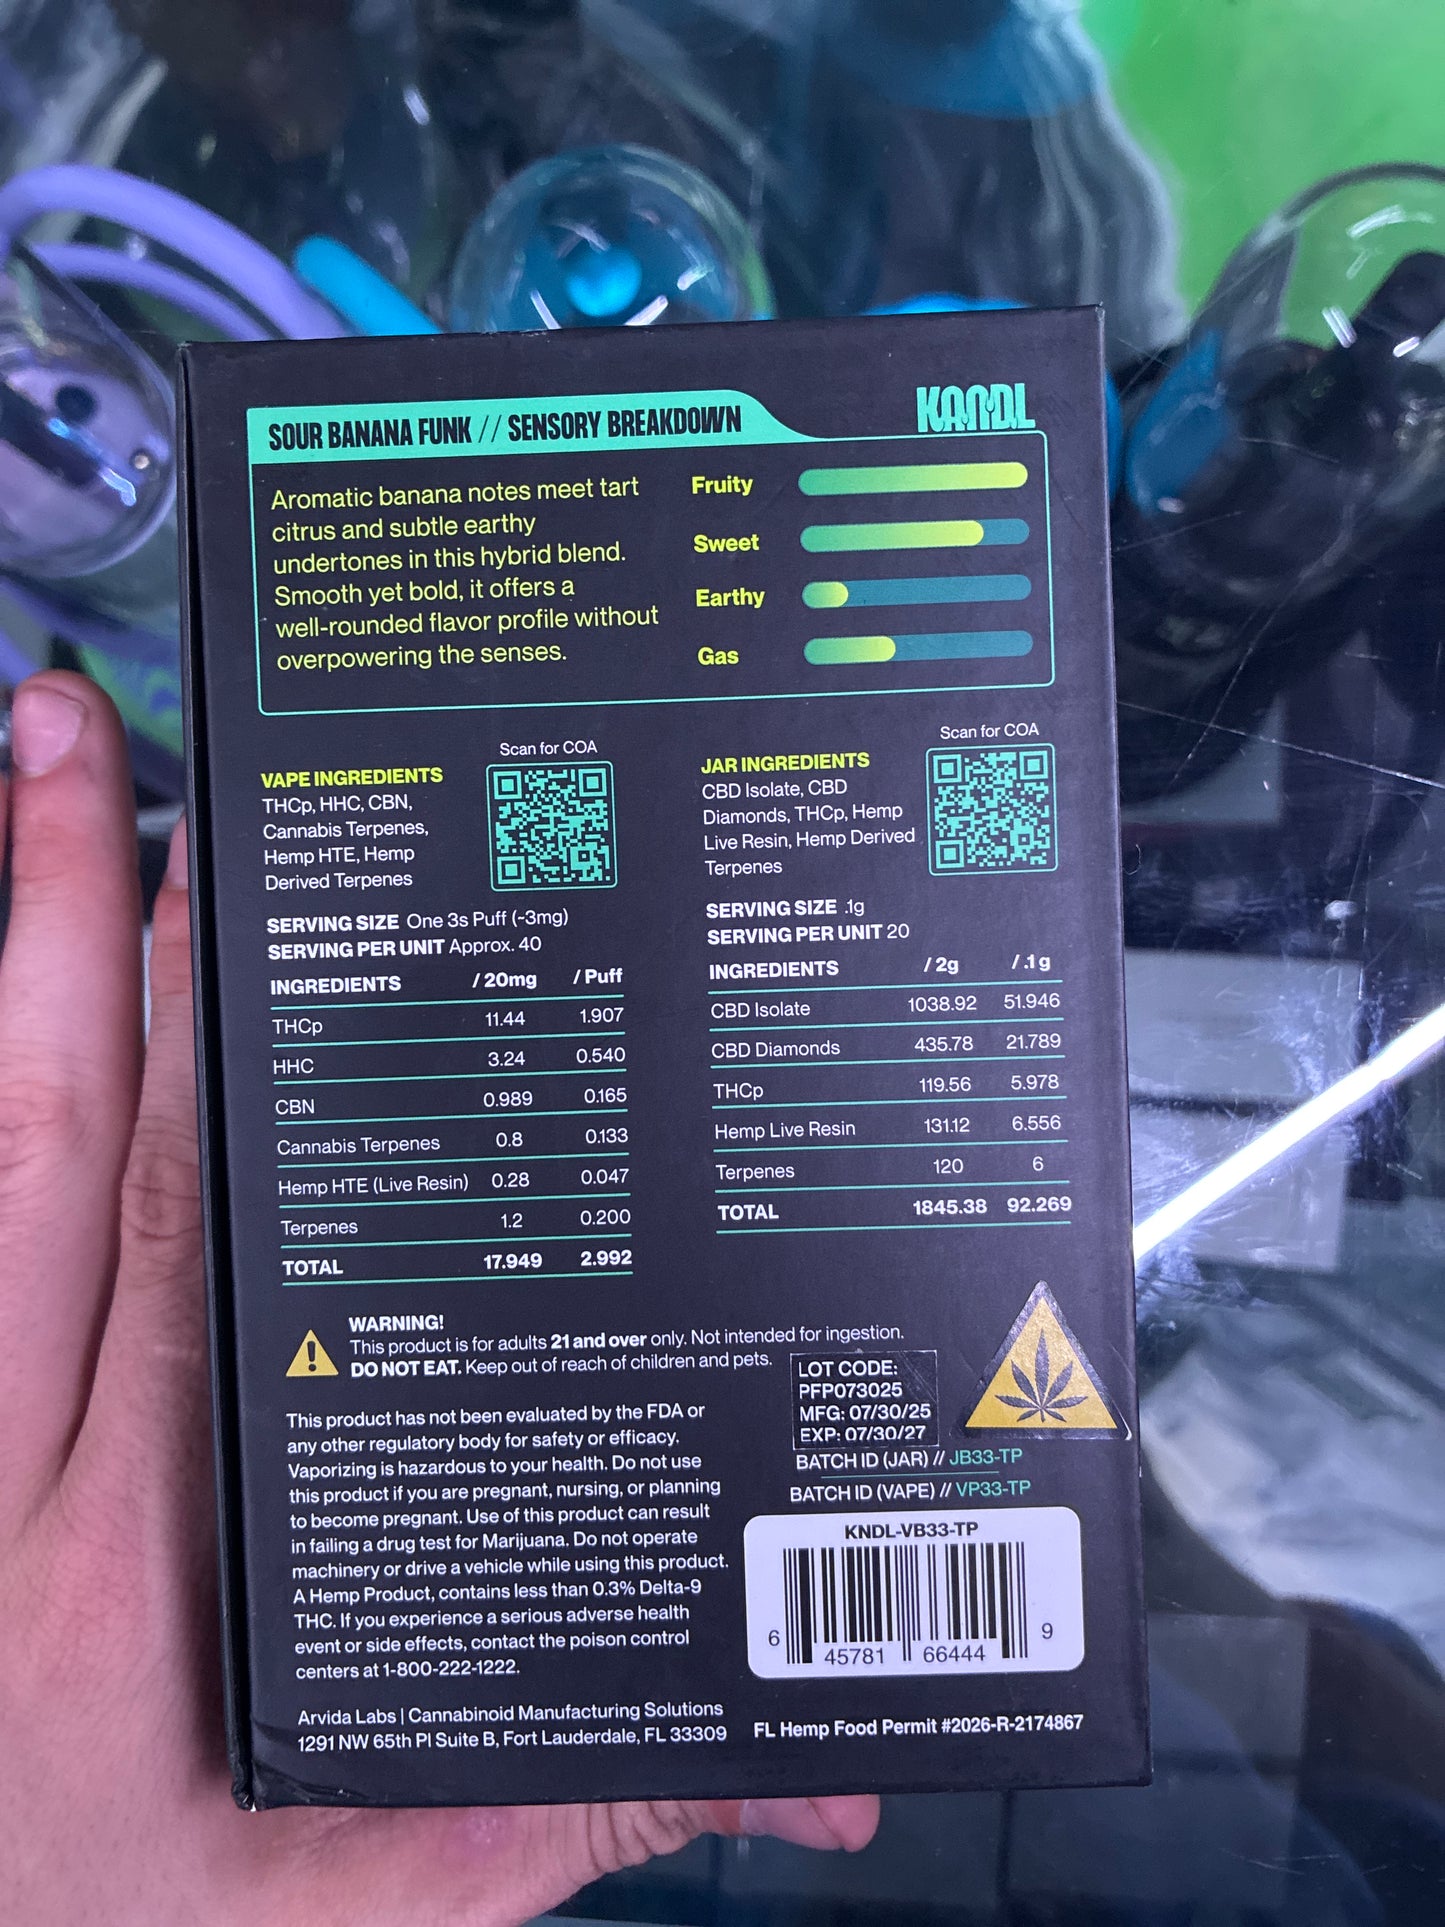 SOUR BANANA FUNK // SENSORY BREAKDOWN
KANDL
Aromatic banana notes meet tart
citrus and subtle earthy
undertones in this hybrid blend.
Smooth yet bold, it offers a
well-rounded flavor profile without
overpowering the senses.
Fruity
Sweet
Earthy
Gas
VAPE INGREDIENTS
THCp, HHC, CBN,
Cannabis Terpenes,
Hemp HTE, Hemp
Derived Terpenes
Scan for COA
SERVING SIZE One 3s Puff (~3mg)
SERVING PER UNIT Approx. 40
INGREDIENTS / 20mg / Puff
THCp 11.44 1.907
HHC 3.24 0.540
CBN 0.989 0.165
Cannabis Terpenes 0.8 0.133
Hemp HTE (Live Resin) 0.28 0.047
Terpenes 1.2 0.200
TOTAL 17.949 2.992
JAR INGREDIENTS
CBD Isolate, CBD
Diamonds, THCp, Hemp
Live Resin, Hemp Derived
Terpenes
Scan for COA
SERVING SIZE .1g
SERVING PER UNIT 20
INGREDIENTS / 2g / .1g
CBD Isolate 1038.92 51.946
CBD Diamonds 435.78 21.789
THCp 119.56 5.978
Hemp Live Resin 131.12 6.556
Terpenes 120 6
TOTAL 1845.38 92.269
WARNING!
This product is for adults 21 and over only. Not intended for ingestion.
DO NOT EAT. Keep out of reach of children and pets.
This product has not been evaluated by the FDA or
any other regulatory body for safety or efficacy.
Vaporizing is hazardous to your health. Do not use
this product if you are pregnant, nursing, or planning
to become pregnant. Use of this product can result
in failing a drug test for Marijuana. Do not operate
machinery or drive a vehicle while using this product.
A Hemp Product, contains less than 0.3% Delta-9
THC. If you experience a serious adverse health
event or side effects, contact the poison control
centers at 1-800-222-1222.
LOT CODE:
PFP073025
MFG: 07/30/25
EXP: 07/30/27
BATCH ID (JAR) // JB33-TP
BATCH ID (VAPE) // VP33-TP
KNDL-VB33-TP
6 45781 66444 9
Arvida Labs | Cannabinoid Manufacturing Solutions
1291 NW 65th Pl Suite B, Fort Lauderdale, FL 33309
FL Hemp Food Permit #2026-R-2174867